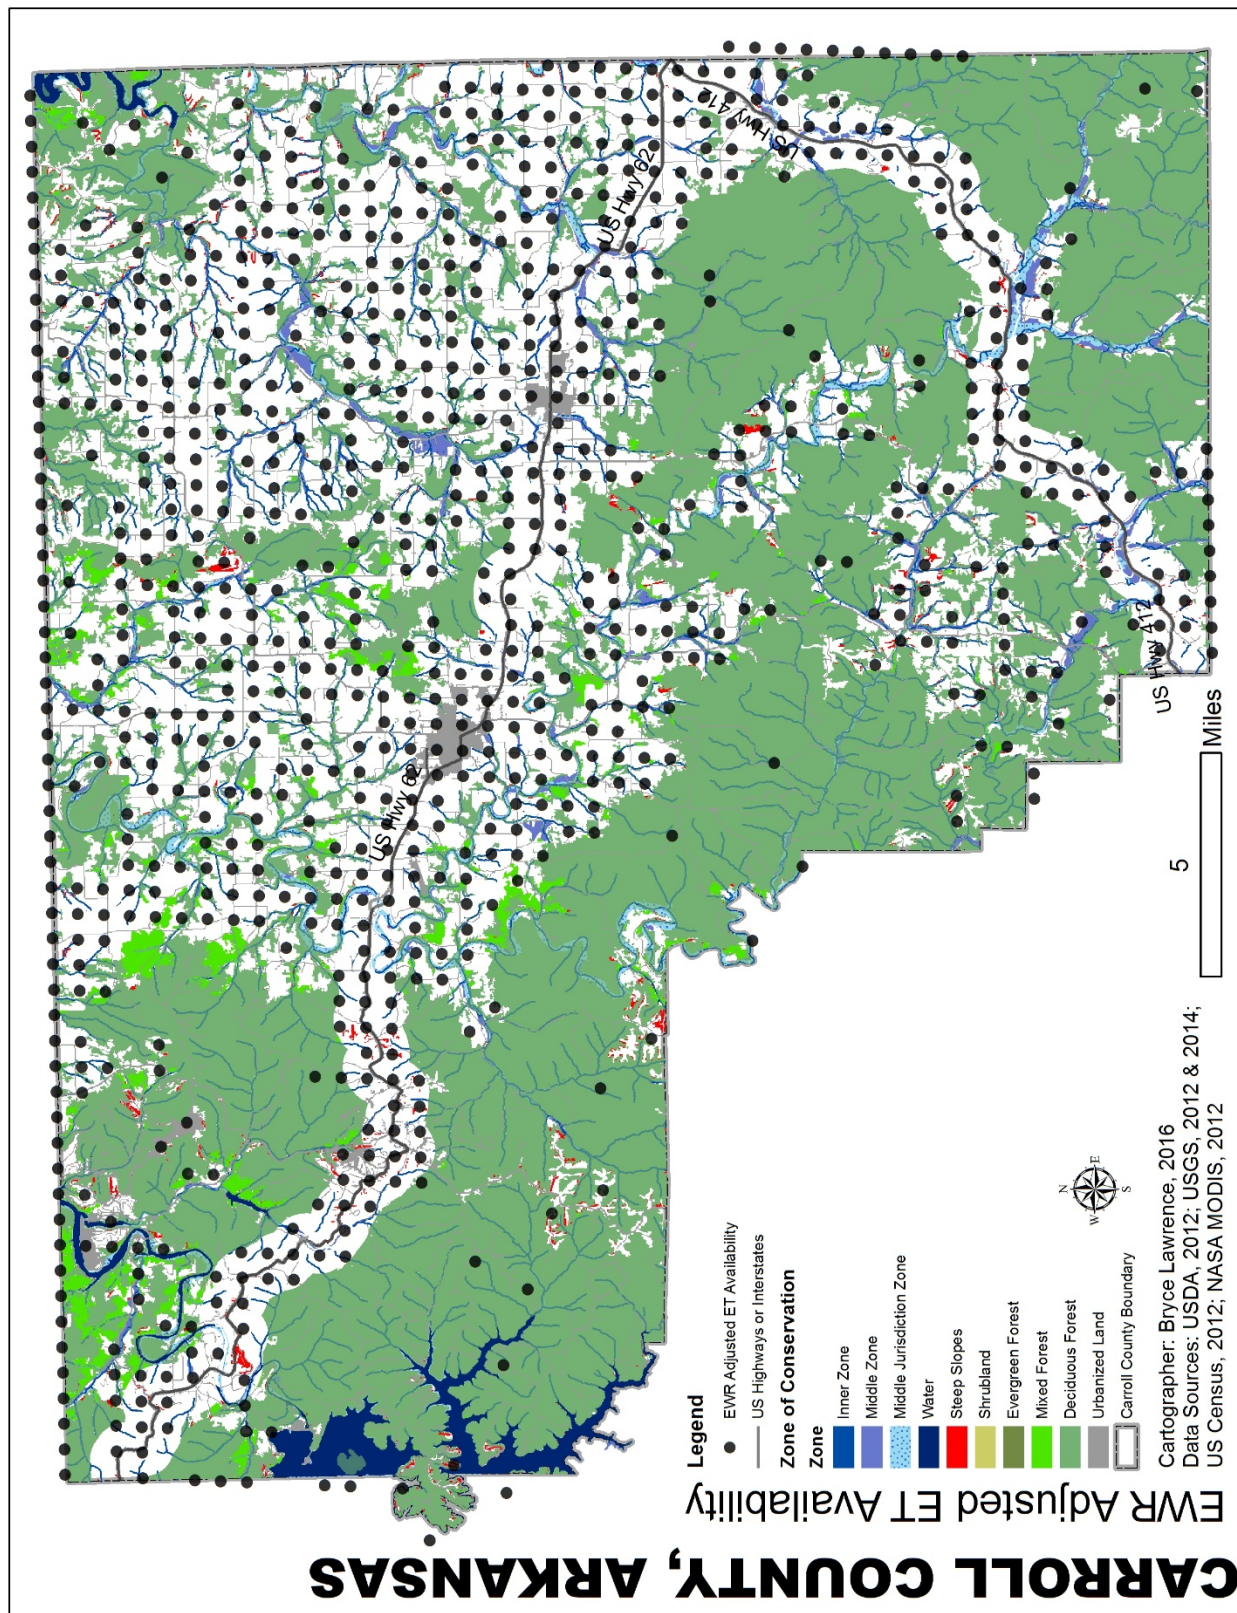 CARROLL COUNTY, ARKANSAS
EWR Adjusted ET Availability
Legend
EWR Adjusted ET Availability
US Highways or Interstates
Zone of Conservation
Zone
Inner Zone
Middle Zone
Middle Jurisdiction Zone
Water
Steep Slopes
Shrubland
Evergreen Forest
Mixed Forest
Deciduous Forest
Urbanized Land
Carroll County Boundary
Cartographer: Bryce Lawrence, 2016
Data Sources: USDA, 2012; USGS, 2012 & 2014;
US Census, 2012; NASA MODIS, 2012
N
W
E
S
5
Miles
US Hwy 62
US Hwy 62
US Hwy 412
US Hwy 412